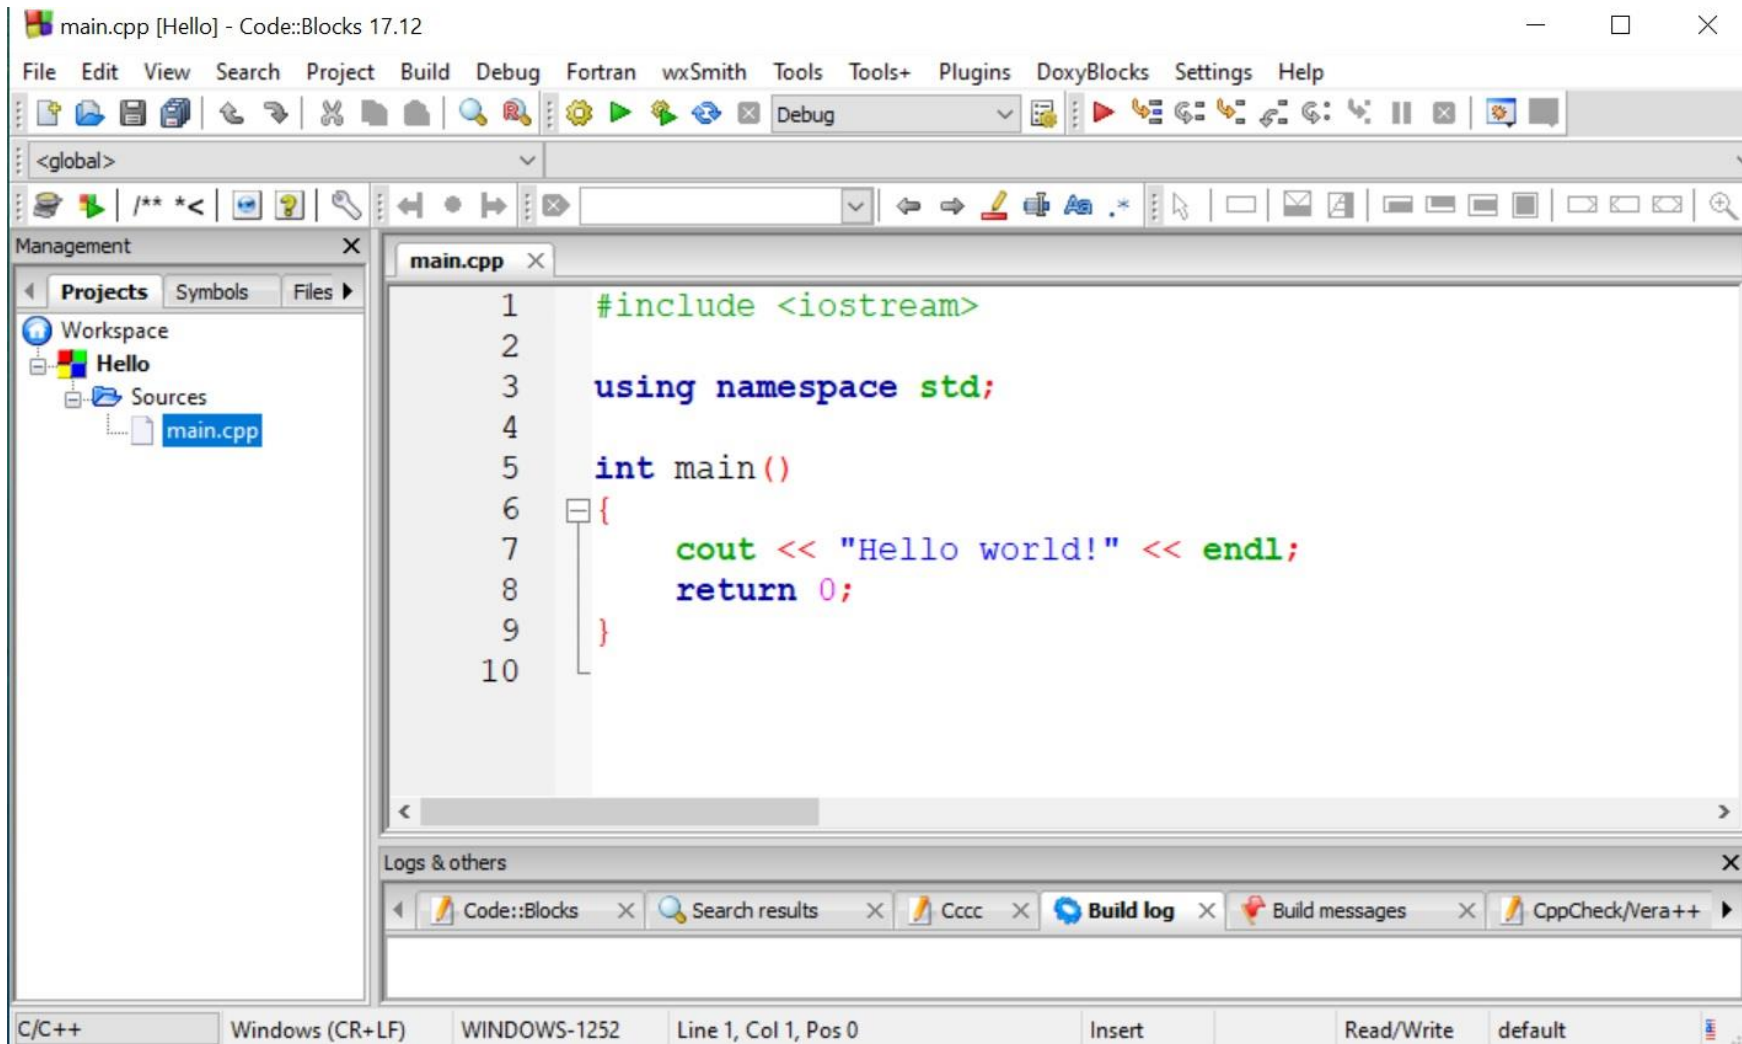 main.cpp [Hello] - Code::Blocks 17.12
File Edit View Search Project Build Debug Fortran wxSmith Tools Tools+ Plugins DoxyBlocks Settings Help
Debug
<global>
/** *<
Aa .*
Management
Projects Symbols Files
Workspace
Hello
Sources
main.cpp
main.cpp
1 #include <iostream>
2
3 using namespace std;
4
5 int main()
6 {
7 cout << "Hello world!" << endl;
8 return 0;
9 }
10
Logs & others
Code::Blocks Search results Cccc Build log Build messages CppCheck/Vera++
C/C++ Windows (CR+LF) WINDOWS-1252 Line 1, Col 1, Pos 0 Insert Read/Write default